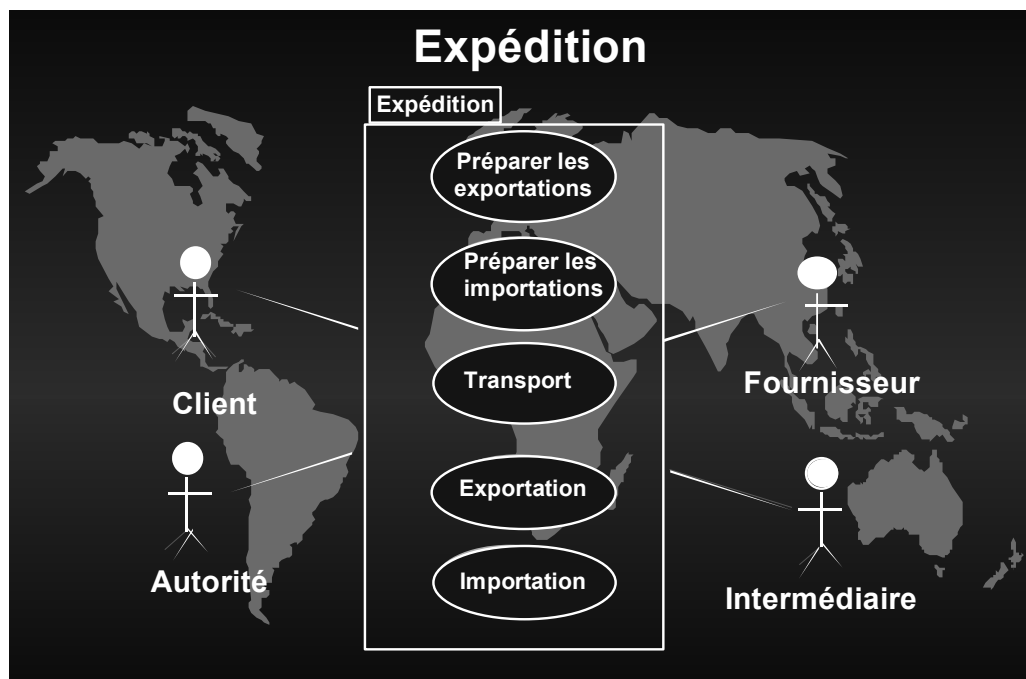 Expédition
Expédition
Préparer les
exportations
Préparer les
importations
Transport
Exportation
Importation
Client
Autorité
Fournisseur
Intermédiaire